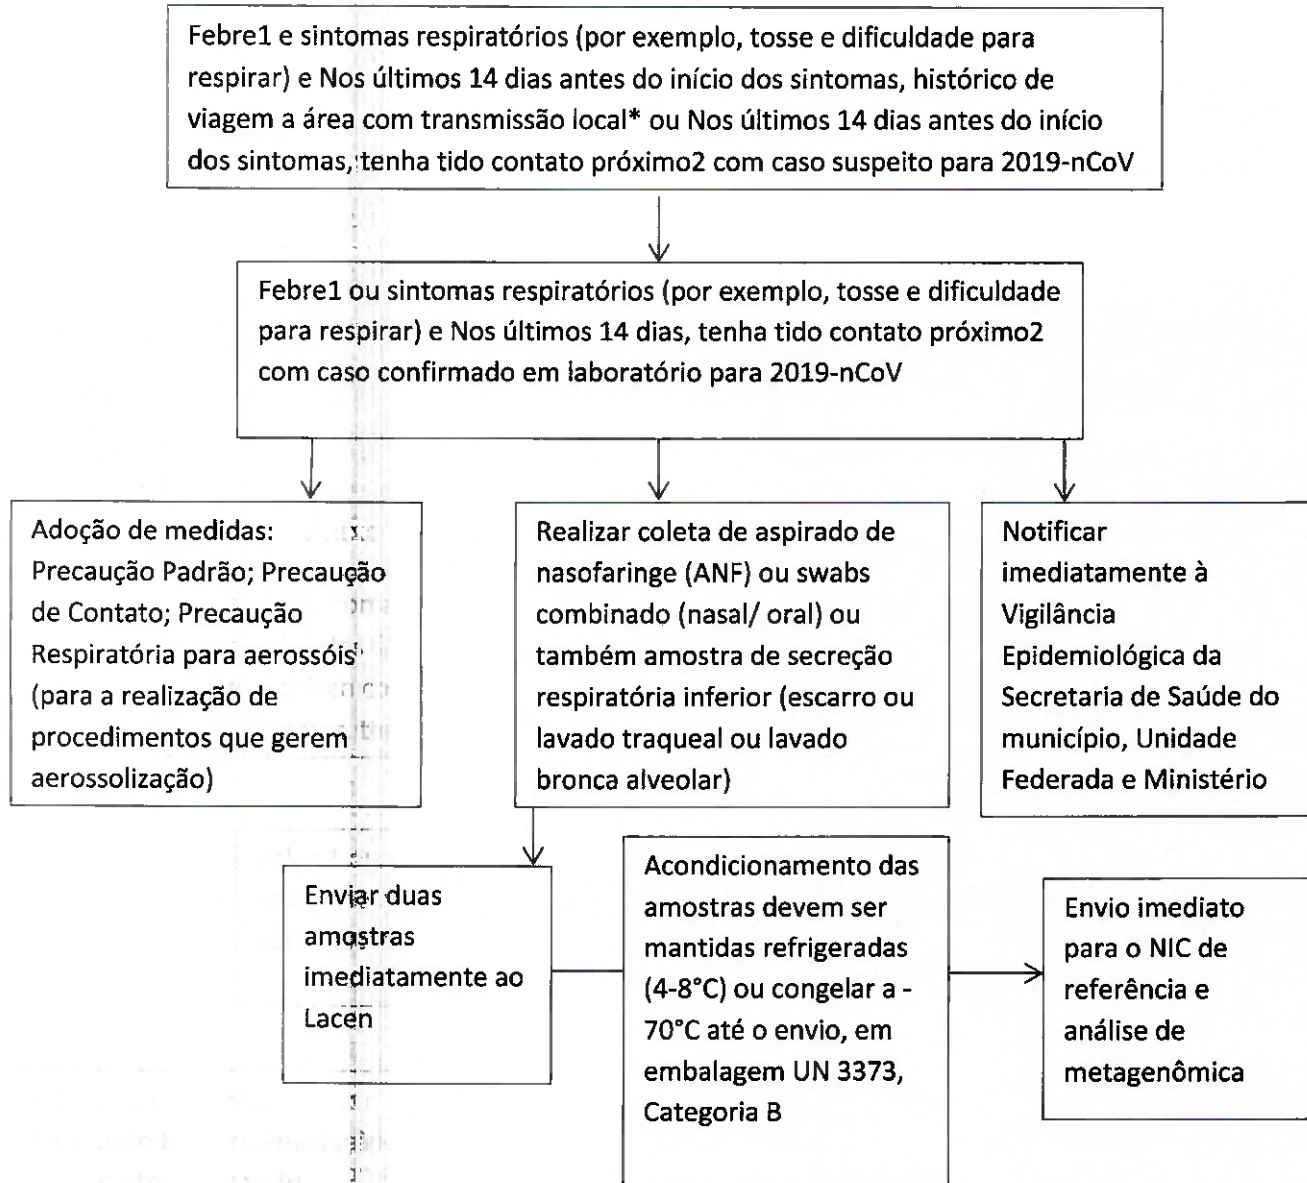 Febre1 e sintomas respiratórios (por exemplo, tosse e dificuldade para
respirar) e Nos últimos 14 dias antes do início dos sintomas, histórico de
viagem a área com transmissão local* ou Nos últimos 14 dias antes do início
dos sintomas, tenha tido contato próximo2 com caso suspeito para 2019-nCoV
Febre1 ou sintomas respiratórios (por exemplo, tosse e dificuldade
para respirar) e Nos últimos 14 dias, tenha tido contato próximo2
com caso confirmado em laboratório para 2019-nCoV
Adoção de medidas:
Precaução Padrão; Precaução
de Contato; Precaução
Respiratória para aerossóis
(para a realização de
procedimentos que gerem
aerossolização)
Realizar coleta de aspirado de
nasofaringe (ANF) ou swabs
combinado (nasal/ oral) ou
também amostra de secreção
respiratória inferior (escarro ou
lavado traqueal ou lavado
bronca alveolar)
Notificar
imediatamente à
Vigilância
Epidemiológica da
Secretaria de Saúde do
município, Unidade
Federada e Ministério
Enviar duas
amostras
imediatamente ao
Lacen
Acondicionamento das
amostras devem ser
mantidas refrigeradas
(4-8°C) ou congelar a -
70°C até o envio, em
embalagem UN 3373,
Categoria B
Envio imediato
para o NIC de
referência e
análise de
metagenômica